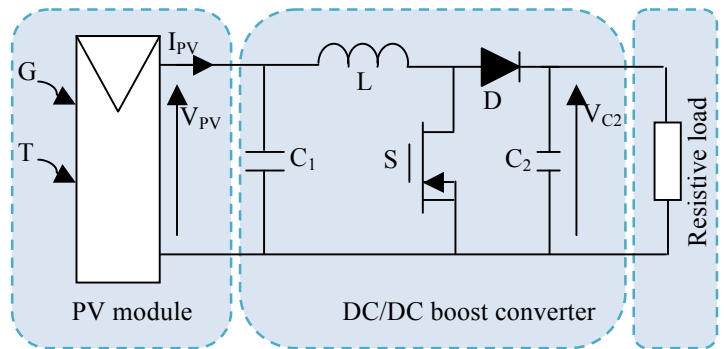 I_PV
G
T
V_PV
C_1
L
S
D
C_2
V_C2
Resistive load
PV module
DC/DC boost converter